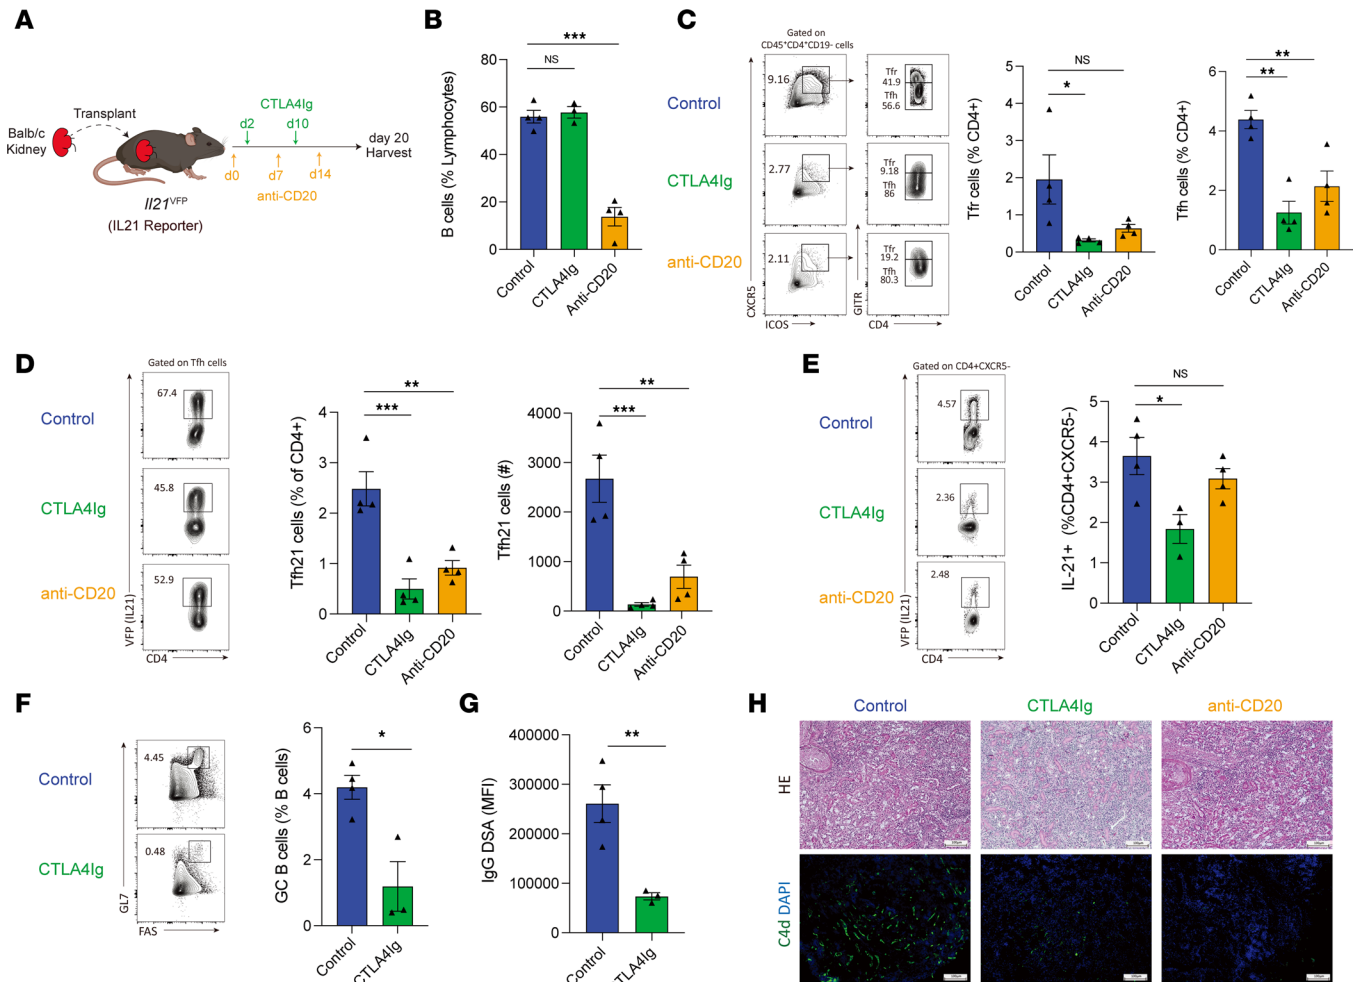 A
Balb/c
Kidney
Transplant
CTLA4Ig
d2
d10
d0
d7
d14
anti-CD20
day 20
Harvest
Il21VFP
(IL21 Reporter)
B
B cells (% Lymphocytes)
80
60
40
20
0
***
NS
Control
CTLA4Ig
Anti-CD20
C
Gated on
CD45+CD4+CD19- cells
Control
9.16
Tfr
41.9
Tfh
56.6
CTLA4Ig
2.77
Tfr
9.18
Tfh
86
anti-CD20
2.11
Tfr
19.2
Tfh
80.3
CXCR5
ICOS
GITR
CD4
Tfr cells (% CD4+)
5
4
3
2
1
0
NS
*
Control
CTLA4Ig
Anti-CD20
Tfh cells (% CD4+)
6
4
2
0
**
**
Control
CTLA4Ig
Anti-CD20
D
Gated on Tfh cells
Control
67.4
CTLA4Ig
45.8
anti-CD20
52.9
VFP (IL21)
CD4
Tfh21 cells (% of CD4+)
4
3
2
1
0
**
***
Control
CTLA4Ig
Anti-CD20
Tfh21 cells (#)
4000
3000
2000
1000
0
**
***
Control
CTLA4Ig
Anti-CD20
E
Gated on CD4+CXCR5-
Control
4.57
CTLA4Ig
2.36
anti-CD20
2.48
VFP (IL21)
CD4
IL-21+ (%CD4+CXCR5-)
5
4
3
2
1
0
NS
*
Control
CTLA4Ig
Anti-CD20
F
Control
4.45
CTLA4Ig
0.48
GL7
FAS
GC B cells (% B cells)
6
4
2
0
*
Control
CTLA4Ig
G
IgG DSA (MFI)
400000
300000
200000
100000
0
**
Control
CTLA4Ig
H
Control
CTLA4Ig
anti-CD20
HE
C4d DAPI
100μm
100μm
100μm
100μm
100μm
100μm